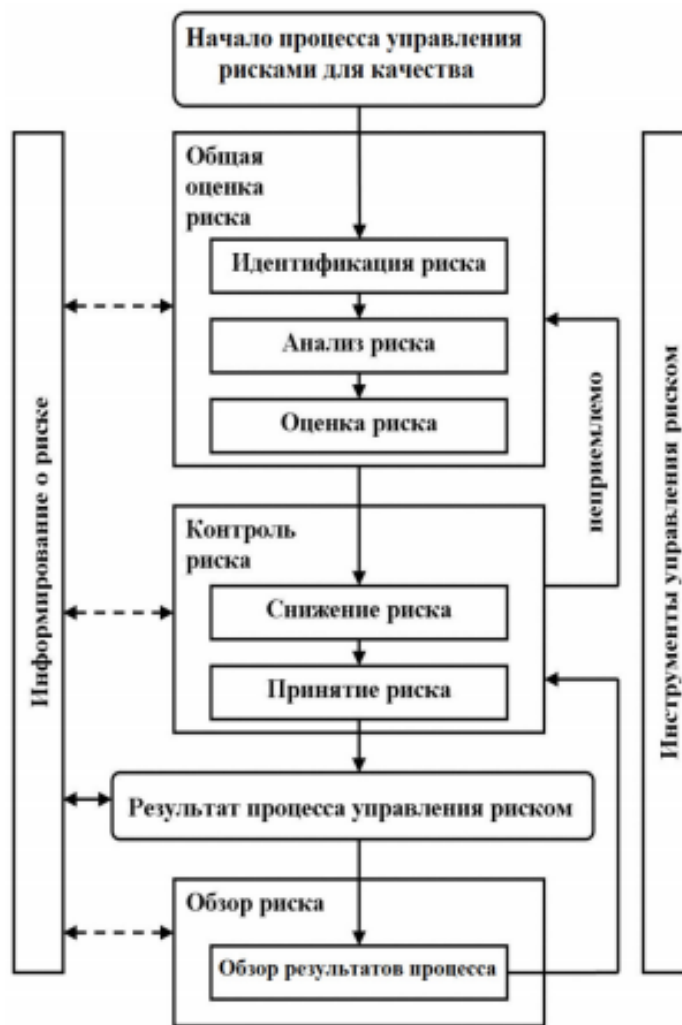 Начало процесса управления
рисками для качества
Общая
оценка
риска
Идентификация риска
Анализ риска
Оценка риска
неприемлемо
Контроль
риска
Снижение риска
Принятие риска
Результат процесса управления риском
Обзор риска
Обзор результатов процесса
Информирование о риске
Инструменты управления риском